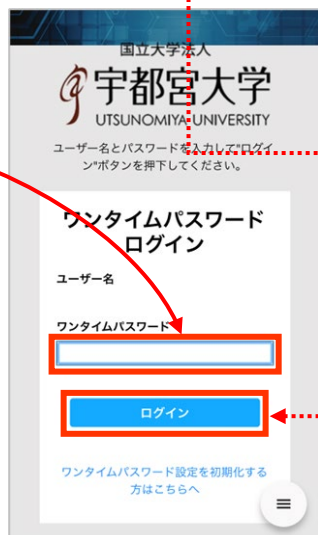 国立大学法人
宇都宮大学
UTSUNOMIYA UNIVERSITY
ユーザー名とパスワードを入力して"ログイ
ン"ボタンを押下してください。
ワンタイムパスワード
ログイン
ユーザー名
ワンタイムパスワード
ログイン
ワンタイムパスワード設定を初期化する
方はこちらへ